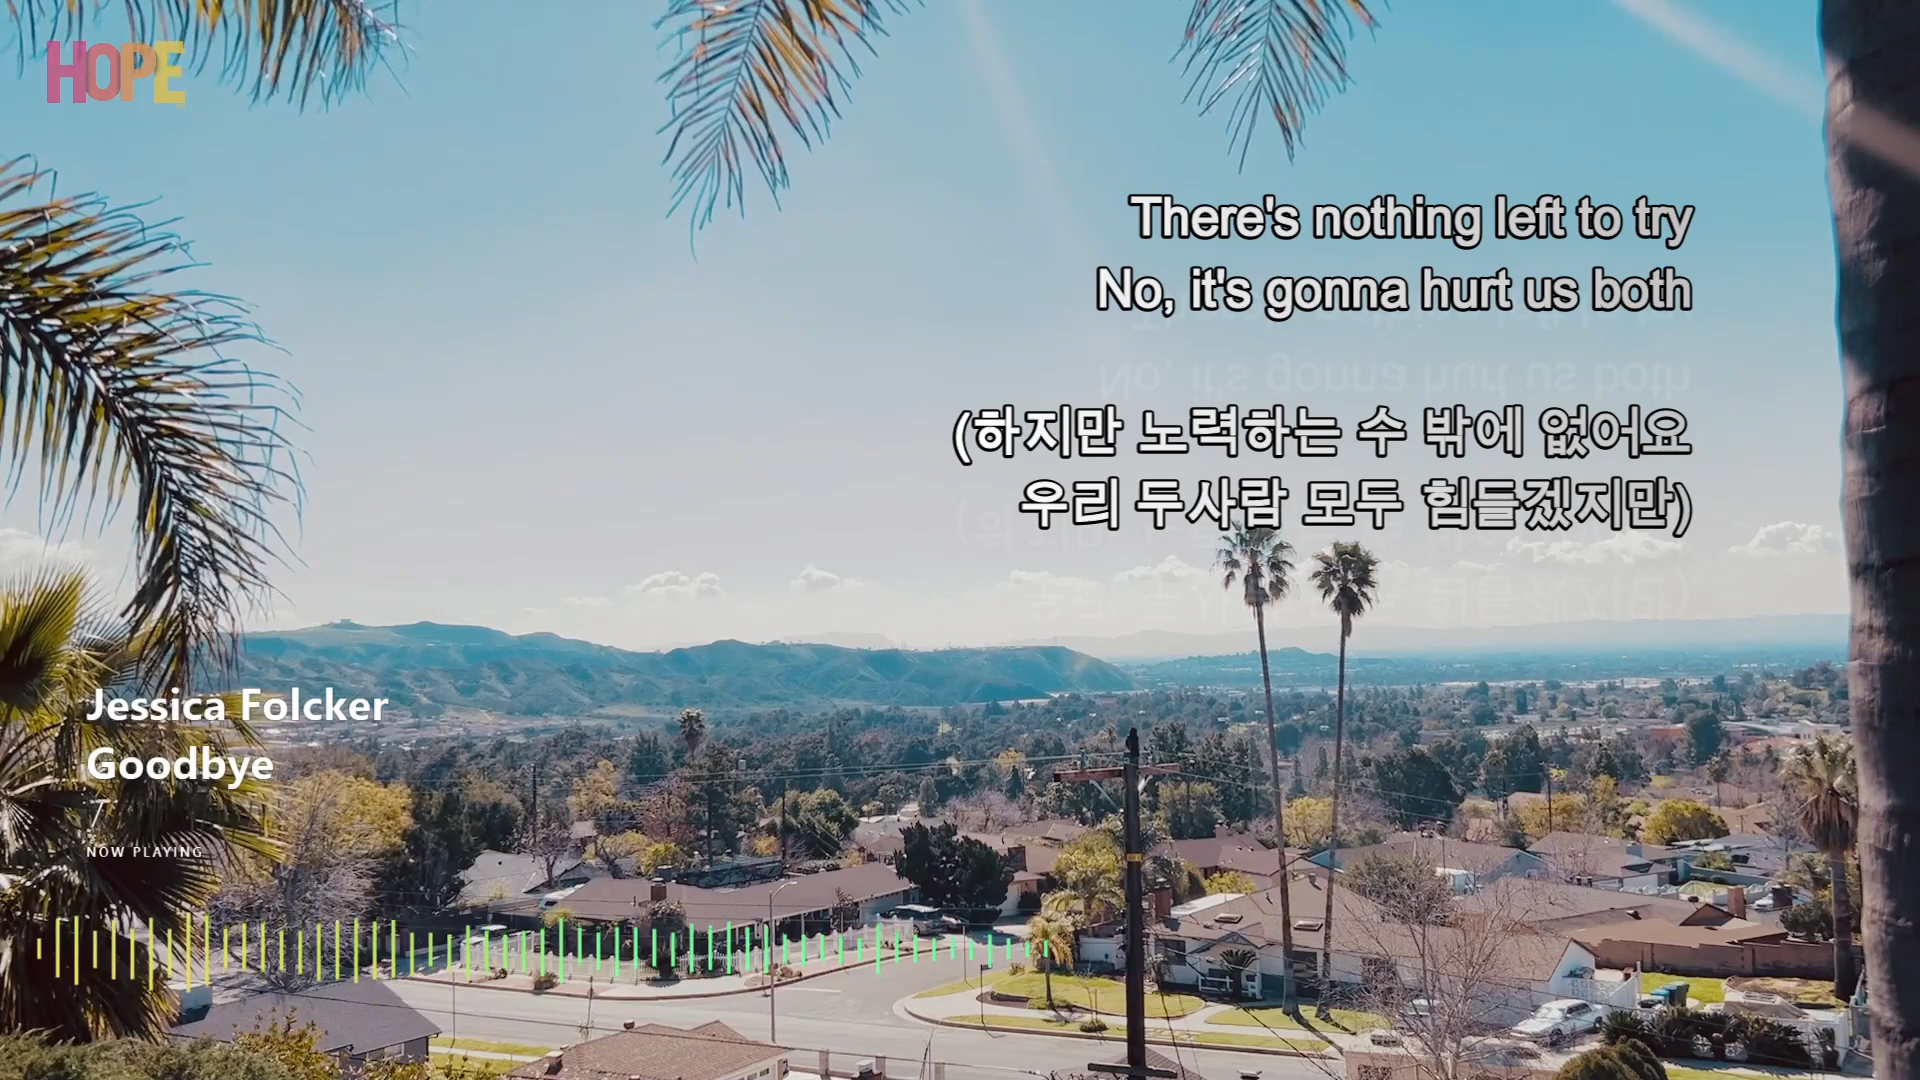 HOPE
There's nothing left to try
No, it's gonna hurt us both
(하지만 노력하는 수 밖에 없어요
우리 두사람 모두 힘들겠지만)
Jessica Folcker
Goodbye
NOW PLAYING